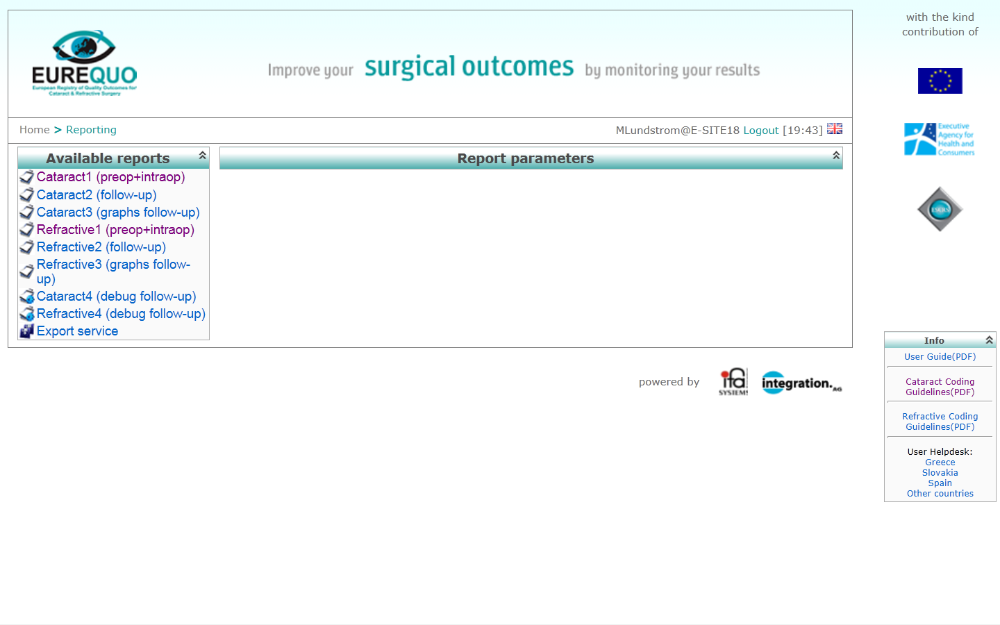 EUREQUO
European Registry of Quality Outcomes for
Cataract & Refractive Surgery
Improve your surgical outcomes by monitoring your results
with the kind
contribution of
Executive
Agency for
Health and
Consumers
ESCRS
Home > Reporting
MLundstrom@E-SITE18 Logout [19:43]
Available reports
Cataract1 (preop+intraop)
Cataract2 (follow-up)
Cataract3 (graphs follow-up)
Refractive1 (preop+intraop)
Refractive2 (follow-up)
Refractive3 (graphs follow-
up)
Cataract4 (debug follow-up)
Refractive4 (debug follow-up)
Export service
Report parameters
Info
User Guide(PDF)
Cataract Coding
Guidelines(PDF)
Refractive Coding
Guidelines(PDF)
User Helpdesk:
Greece
Slovakia
Spain
Other countries
powered by
ifa
SYSTEMS
integration.AG